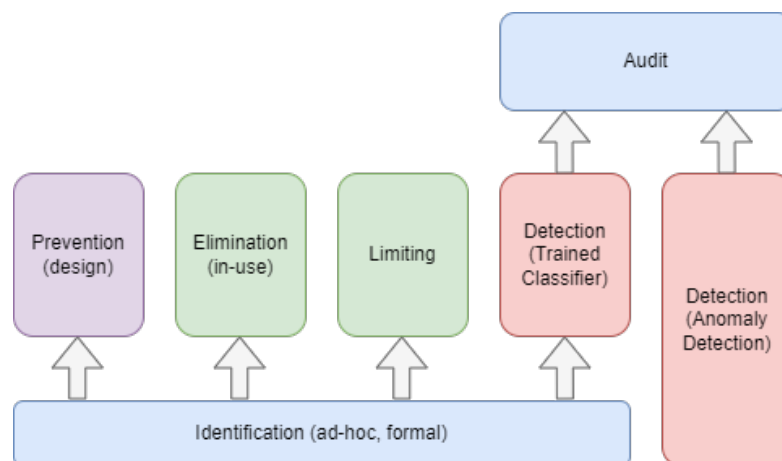 Audit
Prevention
(design)
Elimination
(in-use)
Limiting
Detection
(Trained
Classifier)
Detection
(Anomaly
Detection)
Identification (ad-hoc, formal)